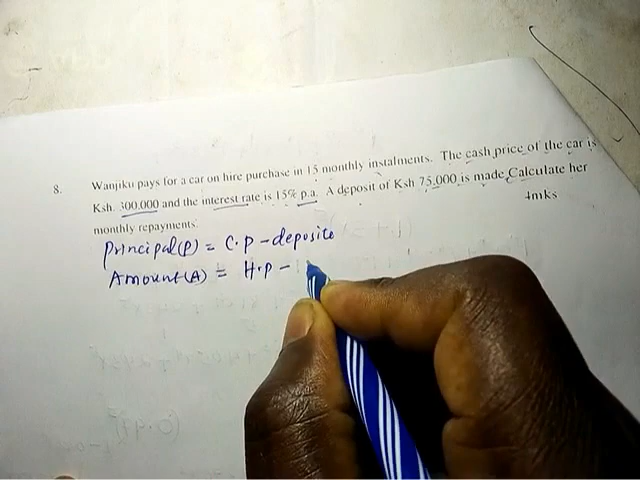 8. Wanjiku pays for a car on hire purchase in 15 monthly instalments. The cash price of the car is
Ksh. 300,000 and the interest rate is 15% p.a. A deposit of Ksh 75,000 is made. Calculate her
monthly repayments. 4mks
Principal(P) = C.P - deposite
Amount(A) = H.P -